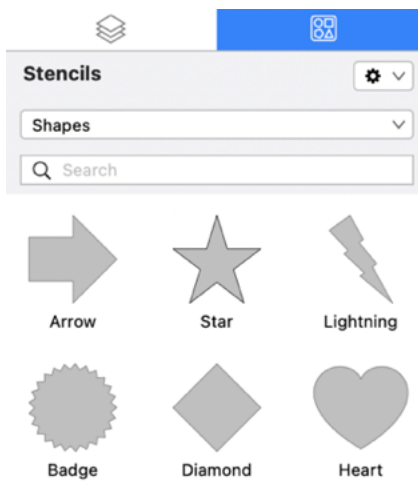 Stencils
Shapes
Search
Arrow Star Lightning
Badge Diamond Heart